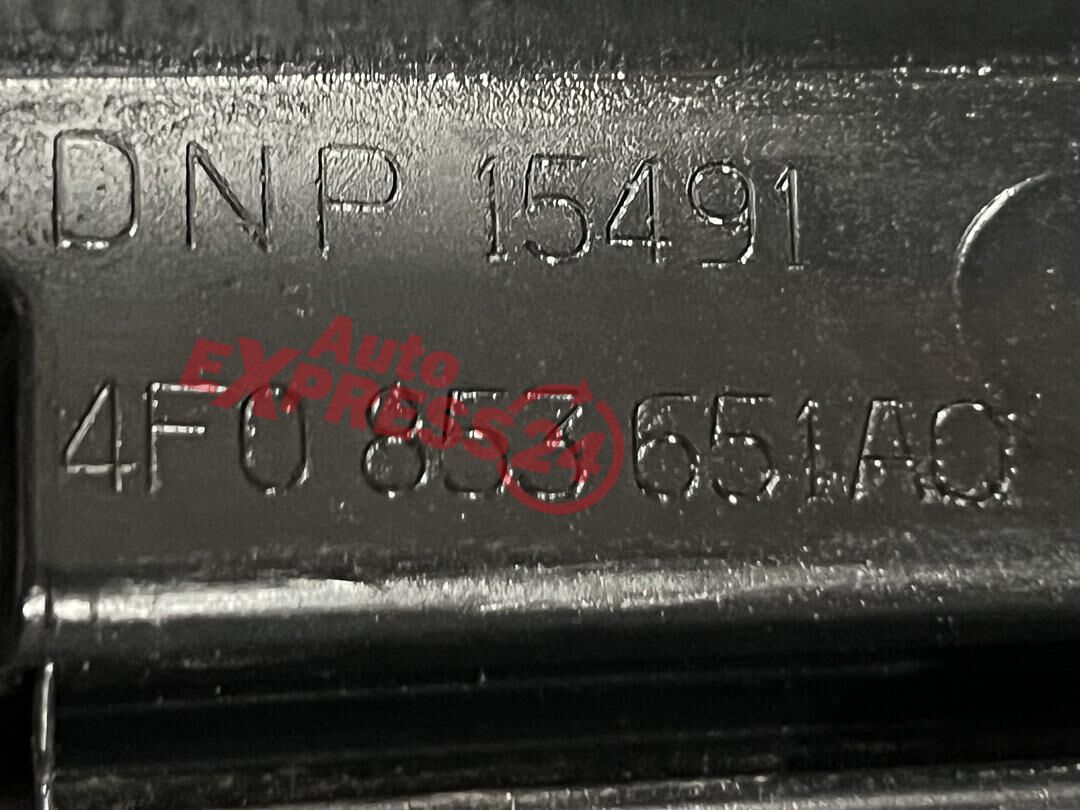 DNP 15491
Auto
EXPRESS24
4F0 853 651AQ